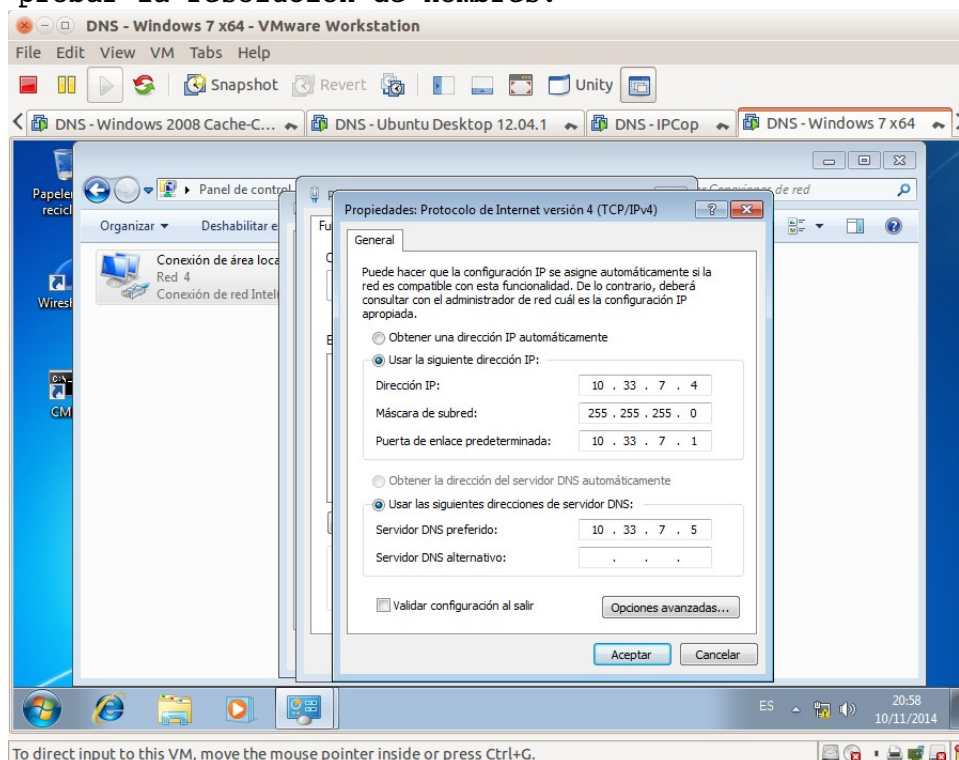 probar la resolución de nombres.
DNS - Windows 7 x64 - VMware Workstation
File Edit View VM Tabs Help
Snapshot Revert Unity
DNS - Windows 2008 Cache-C... DNS - Ubuntu Desktop 12.04.1 DNS - IPCop DNS - Windows 7 x64
Panel de control
de red
Organizar Deshabilitar e
Conexión de área loca
Red 4
Conexión de red Intel
Propiedades: Protocolo de Internet versión 4 (TCP/IPv4)
General
Puede hacer que la configuración IP se asigne automáticamente si la
red es compatible con esta funcionalidad. De lo contrario, deberá
consultar con el administrador de red cuál es la configuración IP
apropiada.
Obtener una dirección IP automáticamente
Usar la siguiente dirección IP:
Dirección IP: 10 . 33 . 7 . 4
Máscara de subred: 255 . 255 . 255 . 0
Puerta de enlace predeterminada: 10 . 33 . 7 . 1
Obtener la dirección del servidor DNS automáticamente
Usar las siguientes direcciones de servidor DNS:
Servidor DNS preferido: 10 . 33 . 7 . 5
Servidor DNS alternativo: . . .
Validar configuración al salir
Opciones avanzadas...
Aceptar Cancelar
Papele
recicl
Wiresh
CM
ES
20:58
10/11/2014
To direct input to this VM, move the mouse pointer inside or press Ctrl+G.